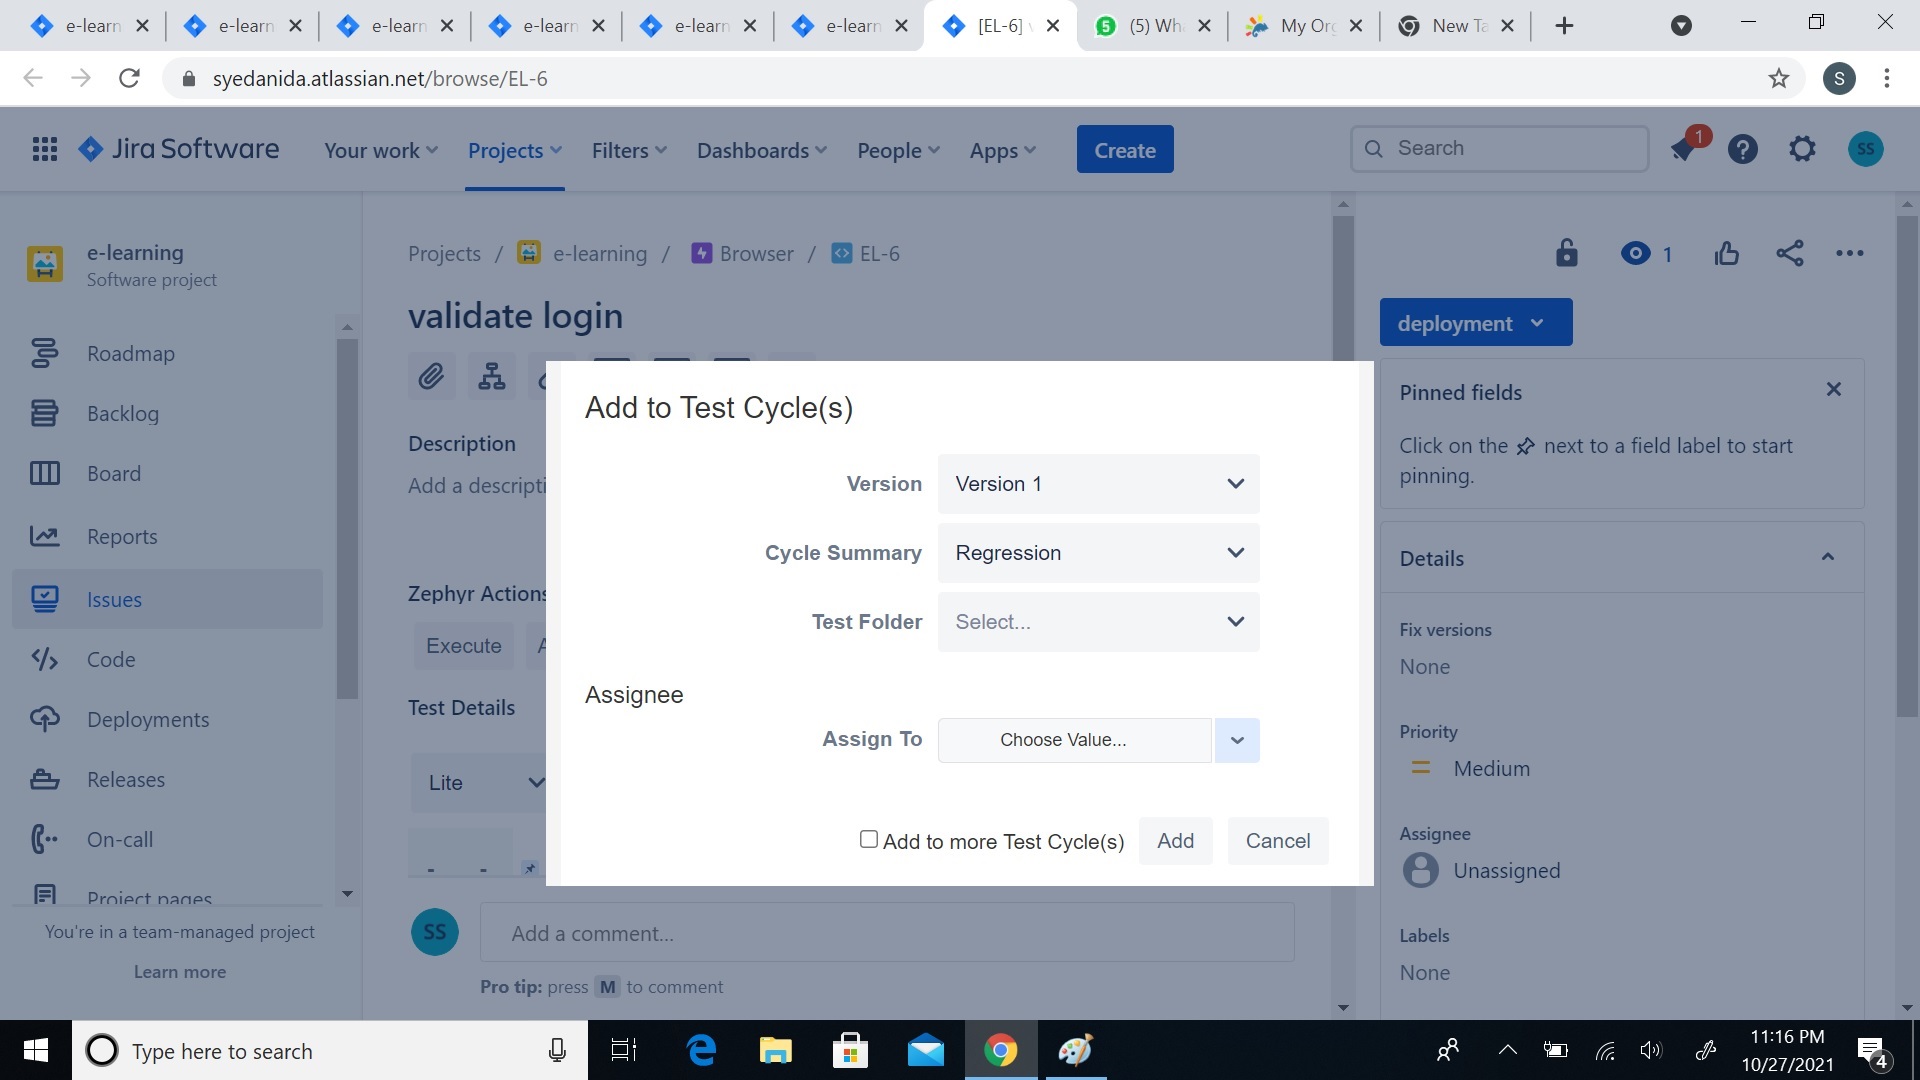 e-learn
e-learn
e-learn
e-learn
e-learn
e-learn
[EL-6] v
(5) Wh
My Org
New Ta
syedanida.atlassian.net/browse/EL-6
S
Jira Software
Your work
Projects
Filters
Dashboards
People
Apps
Create
Search
1
SS
e-learning
Software project
Roadmap
Backlog
Board
Reports
Issues
Code
Deployments
Releases
On-call
Project pages
You're in a team-managed project
Learn more
Projects / e-learning / Browser / EL-6
validate login
Description
Add a descripti
Zephyr Actions
Execute
A
Test Details
Lite
Add to Test Cycle(s)
Version Version 1
Cycle Summary Regression
Test Folder Select...
Assignee
Assign To Choose Value...
Add to more Test Cycle(s) Add Cancel
SS
Add a comment...
Pro tip: press M to comment
1
deployment
Pinned fields
Click on the next to a field label to start
pinning.
Details
Fix versions
None
Priority
Medium
Assignee
Unassigned
Labels
None
Type here to search
11:16 PM
10/27/2021
4